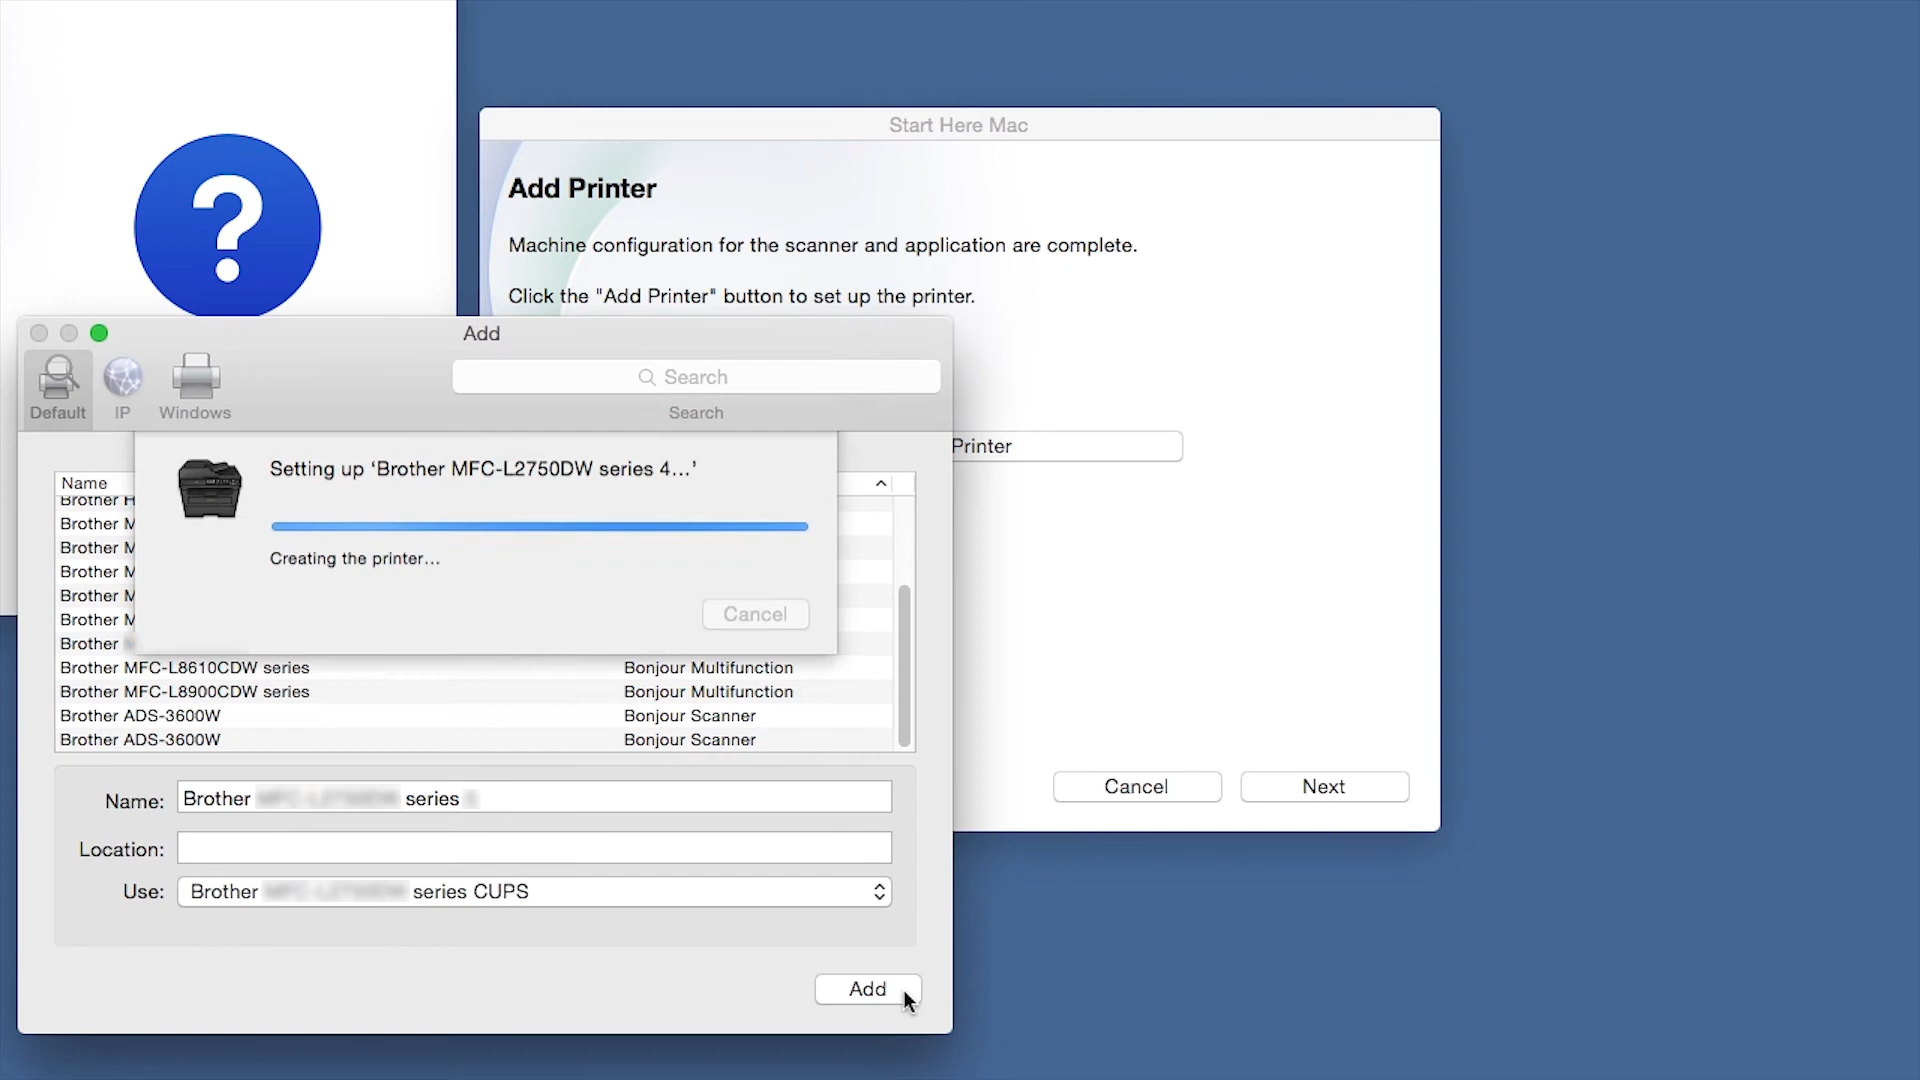 ?
Start Here Mac
Add Printer
Machine configuration for the scanner and application are complete.
Click the "Add Printer" button to set up the printer.
Printer
Cancel
Next
Add
Default
IP
Windows
Search
Search
Setting up ‘Brother MFC-L2750DW series 4...’
Creating the printer...
Cancel
Name
Brother H
Brother M
Brother M
Brother M
Brother M
Brother M
Brother
Brother MFC-L8610CDW series Bonjour Multifunction
Brother MFC-L8900CDW series Bonjour Multifunction
Brother ADS-3600W Bonjour Scanner
Brother ADS-3600W Bonjour Scanner
Name: Brother series
Location:
Use: Brother series CUPS
Add